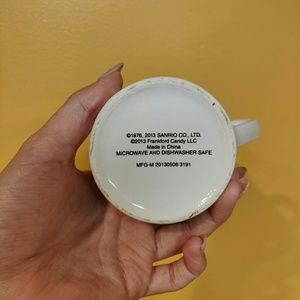 ©1976, 2013 SANRIO CO., LTD.
©2013 Frankford Candy LLC
Made in China
MICROWAVE AND DISHWASHER SAFE
MFG-M 20130506 3191